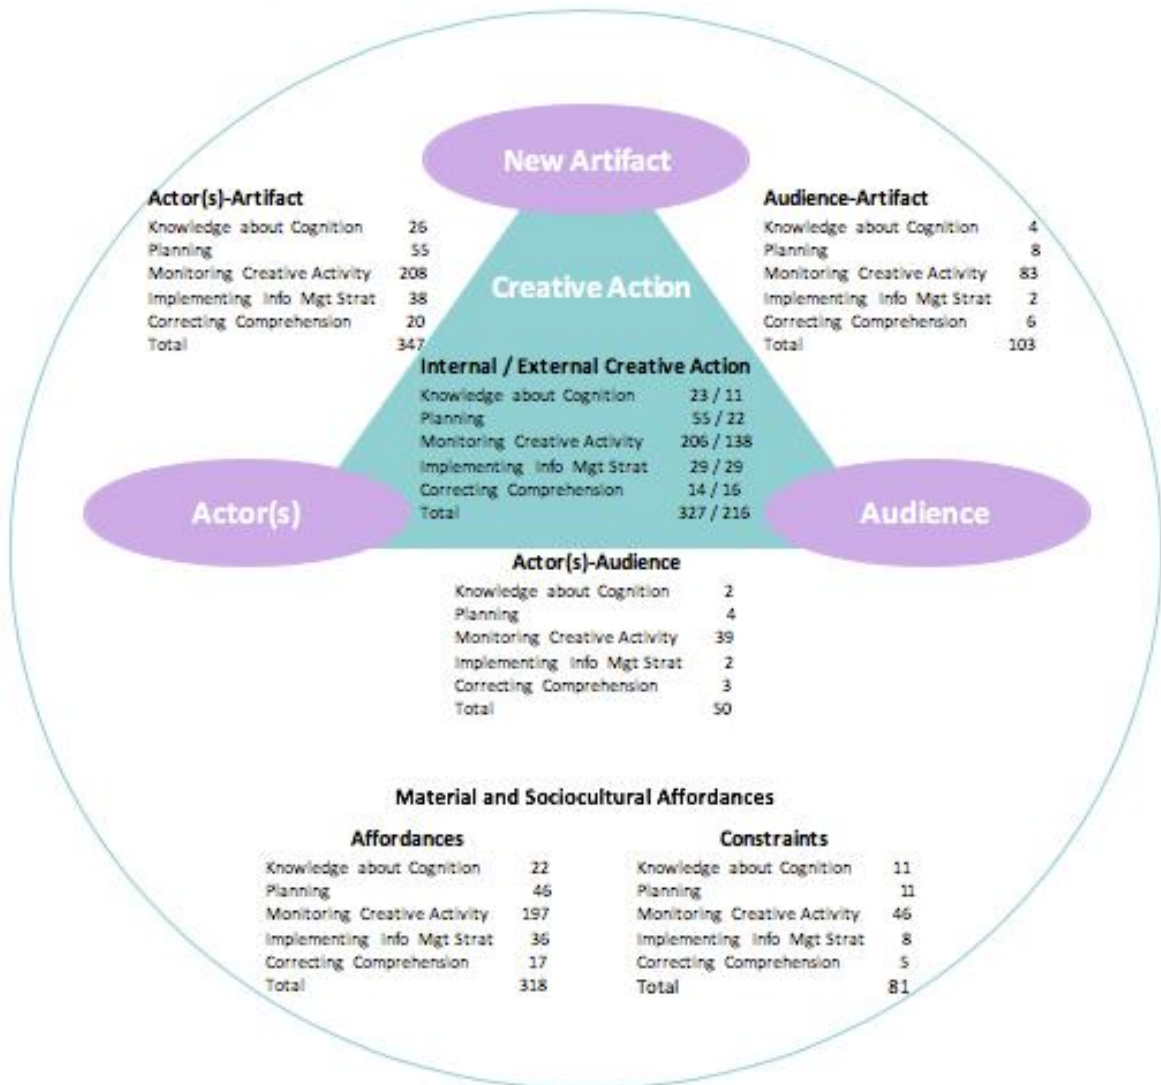 New Artifact
Actor(s)-Artifact
Knowledge about Cognition 26
Planning 55
Monitoring Creative Activity 208
Implementing Info Mgt Strat 38
Correcting Comprehension 20
Total 347
Audience-Artifact
Knowledge about Cognition 4
Planning 8
Monitoring Creative Activity 83
Implementing Info Mgt Strat 2
Correcting Comprehension 6
Total 103
Creative Action
Internal / External Creative Action
Knowledge about Cognition 23 / 11
Planning 55 / 22
Monitoring Creative Activity 206 / 138
Implementing Info Mgt Strat 29 / 29
Correcting Comprehension 14 / 16
Total 327 / 216
Actor(s)
Audience
Actor(s)-Audience
Knowledge about Cognition 2
Planning 4
Monitoring Creative Activity 39
Implementing Info Mgt Strat 2
Correcting Comprehension 3
Total 50
Material and Sociocultural Affordances
Affordances
Knowledge about Cognition 22
Planning 46
Monitoring Creative Activity 197
Implementing Info Mgt Strat 36
Correcting Comprehension 17
Total 318
Constraints
Knowledge about Cognition 11
Planning 11
Monitoring Creative Activity 46
Implementing Info Mgt Strat 8
Correcting Comprehension 5
Total 81